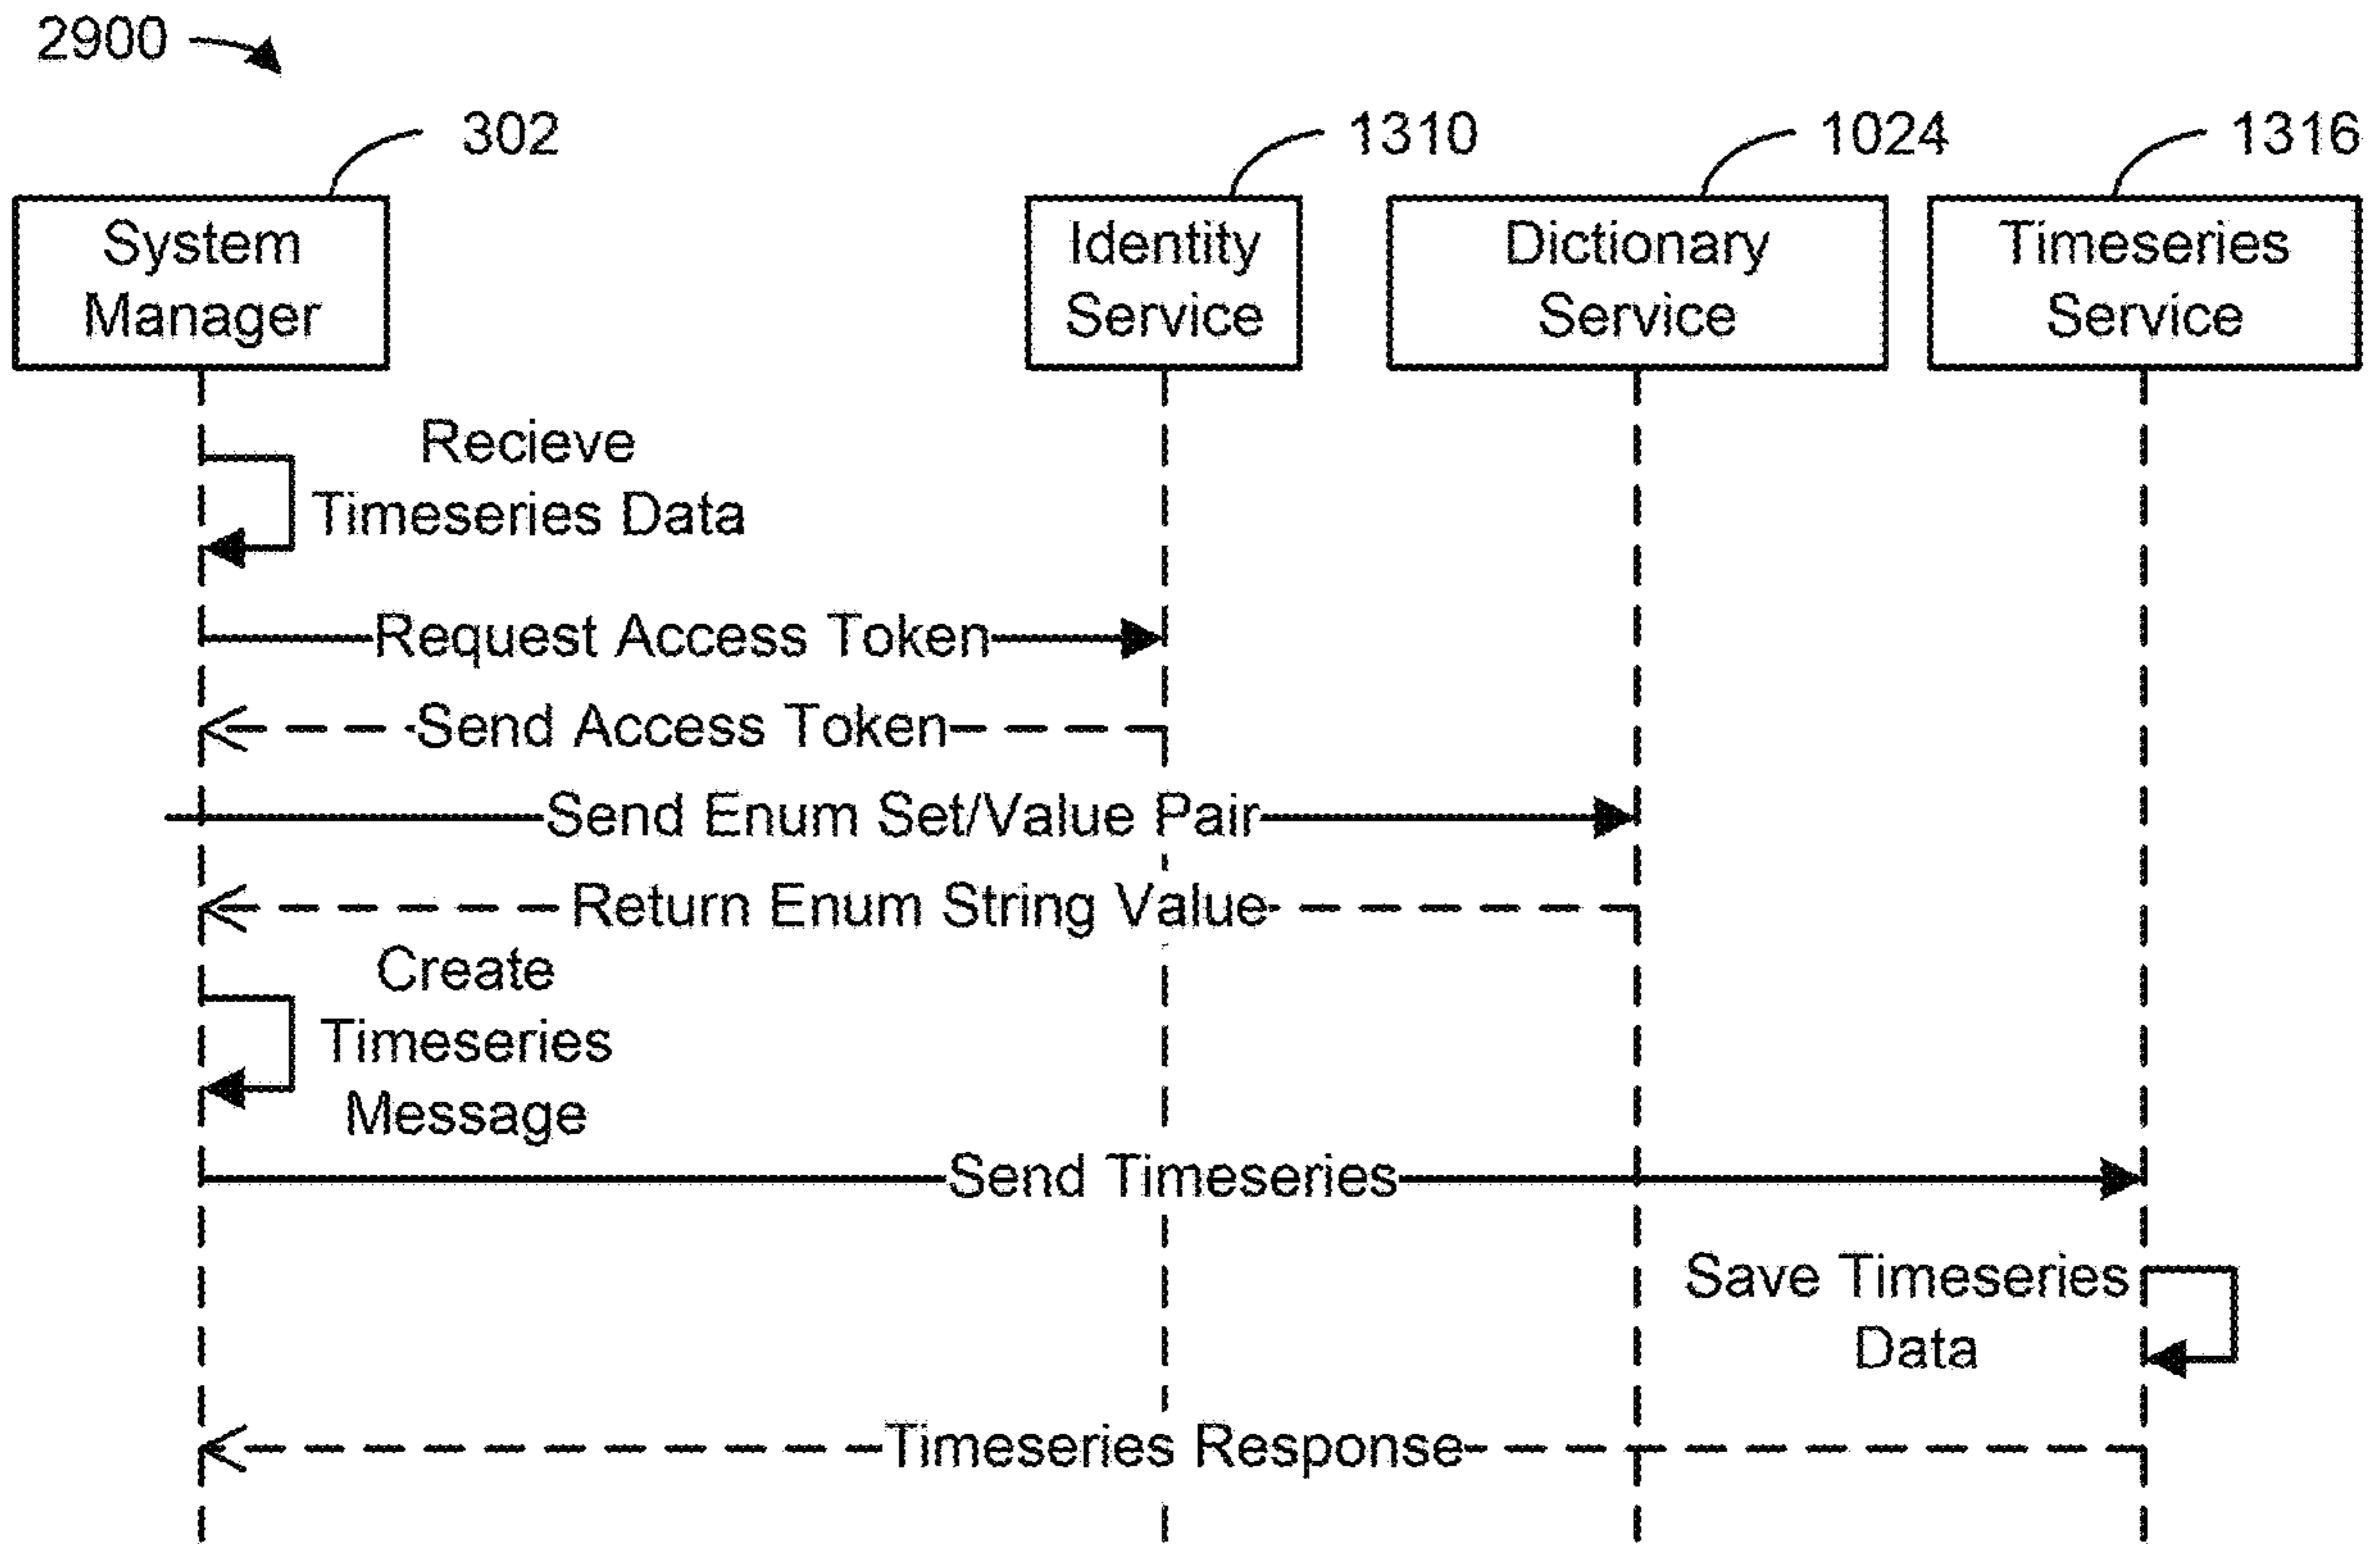 2900
302
1310
1024
1316
System
Manager
Identity
Service
Dictionary
Service
Timeseries
Service
Recieve
Timeseries Data
Request Access Token
Send Access Token
Send Enum Set/Value Pair
Return Enum String Value
Create
Timeseries
Message
Send Timeseries
Save Timeseries
Data
Timeseries Response